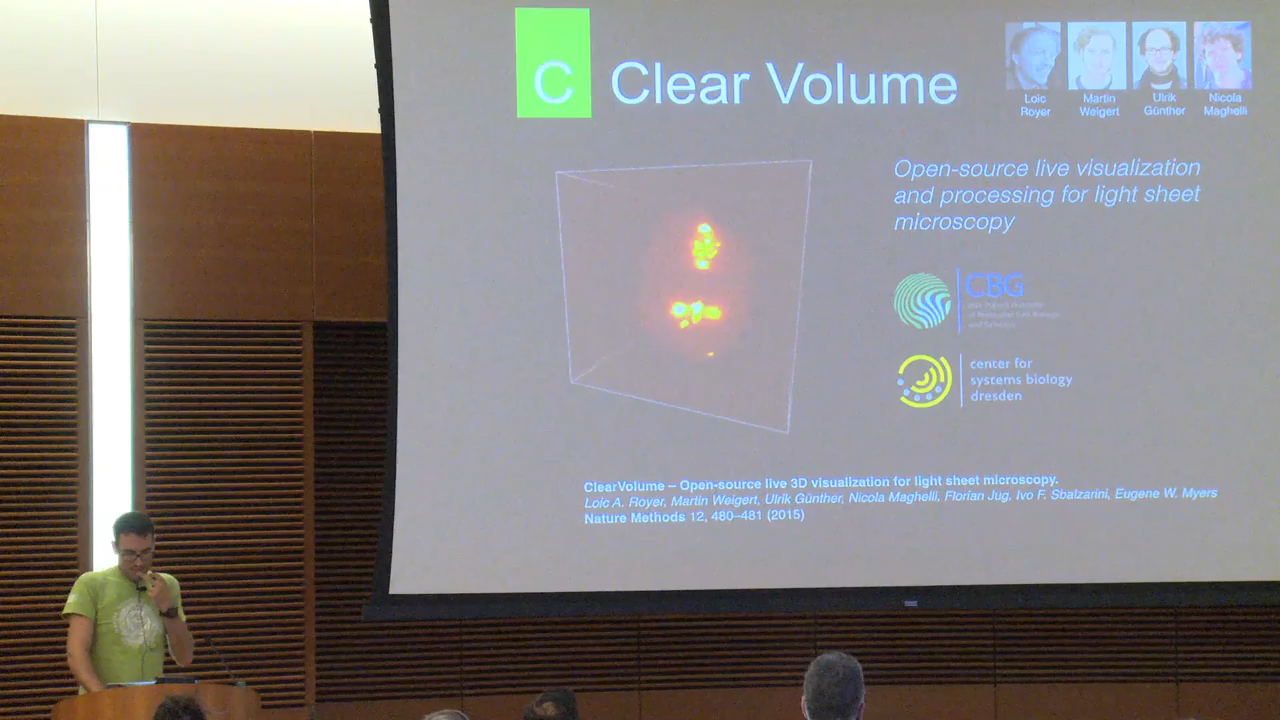 C Clear Volume
Loic
Royer
Martin
Weigert
Ulrik
Günther
Nicola
Maghelli
Open-source live visualization
and processing for light sheet
microscopy
CBG
center for
systems biology
dresden
ClearVolume – Open-source live 3D visualization for light sheet microscopy.
Loic A. Royer, Martin Weigert, Ulrik Günther, Nicola Maghelli, Florian Jug, Ivo F. Sbalzarini, Eugene W. Myers
Nature Methods 12, 480–481 (2015)